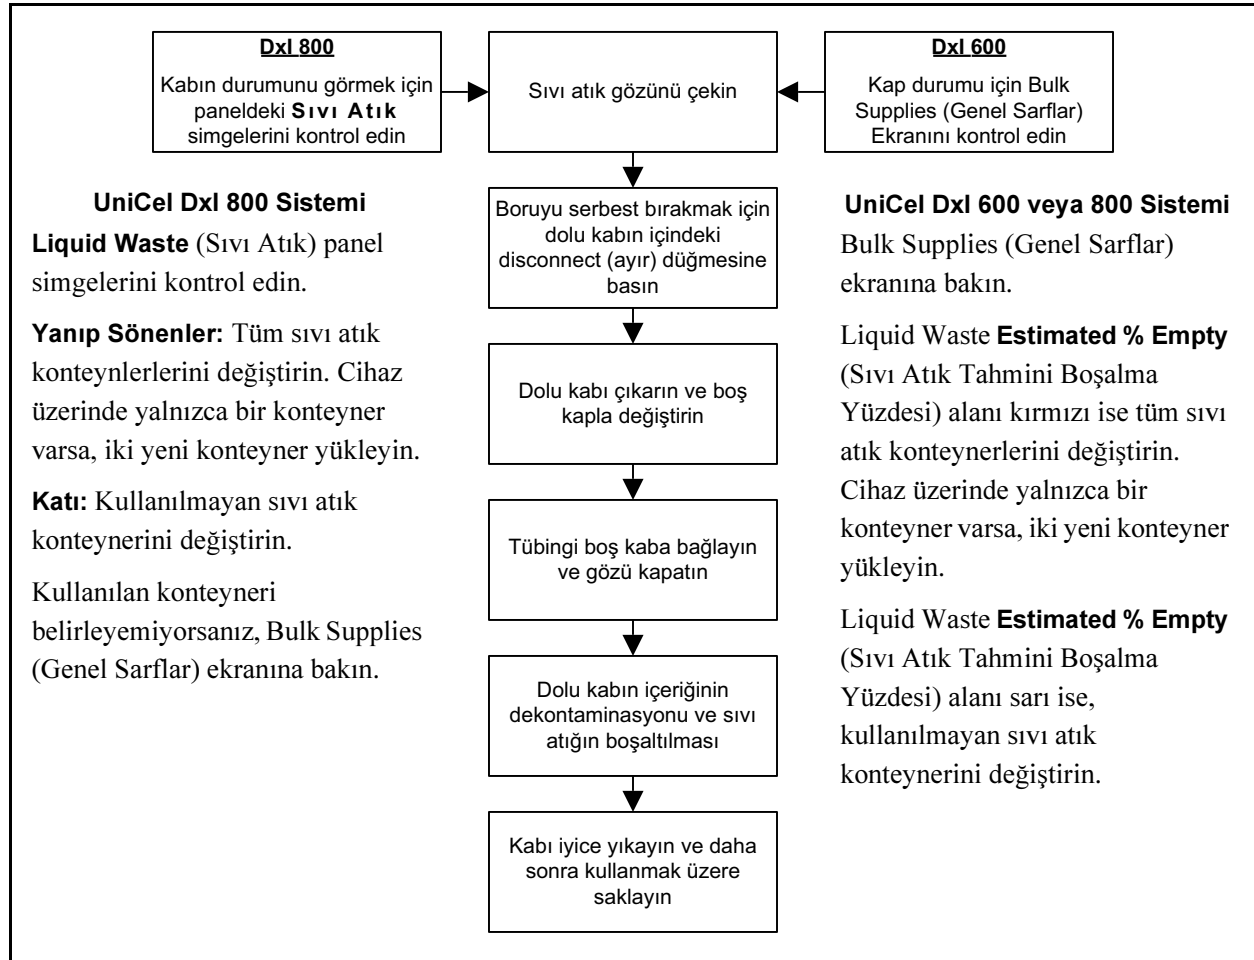 DxI 800
Kabın durumunu görmek için
paneldeki Sıvı Atık
simgelerini kontrol edin
Sıvı atık gözünü çekin
DxI 600
Kap durumu için Bulk
Supplies (Genel Sarflar)
Ekranını kontrol edin
UniCel DxI 800 Sistemi
Liquid Waste (Sıvı Atık) panel
simgelerini kontrol edin.
Yanıp Sönenler: Tüm sıvı atık
konteynlerlerini değiştirin. Cihaz
üzerinde yalnızca bir konteyner
varsa, iki yeni konteyner yükleyin.
Katı: Kullanılmayan sıvı atık
konteynerini değiştirin.
Kullanılan konteyneri
belirleyemiyorsanız, Bulk Supplies
(Genel Sarflar) ekranına bakın.
Boruyu serbest bırakmak için
dolu kabın içindeki
disconnect (ayır) düğmesine
basın
Dolu kabı çıkarın ve boş
kapla değiştirin
Tübingi boş kaba bağlayın
ve gözü kapatın
Dolu kabın içeriğinin
dekontaminasyonu ve sıvı
atığın boşaltılması
Kabı iyice yıkayın ve daha
sonra kullanmak üzere
saklayın
UniCel DxI 600 veya 800 Sistemi
Bulk Supplies (Genel Sarflar)
ekranına bakın.
Liquid Waste Estimated % Empty
(Sıvı Atık Tahmini Boşalma
Yüzdesi) alanı kırmızı ise tüm sıvı
atık konteynerlerini değiştirin.
Cihaz üzerinde yalnızca bir
konteyner varsa, iki yeni konteyner
yükleyin.
Liquid Waste Estimated % Empty
(Sıvı Atık Tahmini Boşalma
Yüzdesi) alanı sarı ise,
kullanılmayan sıvı atık
konteynerini değiştirin.